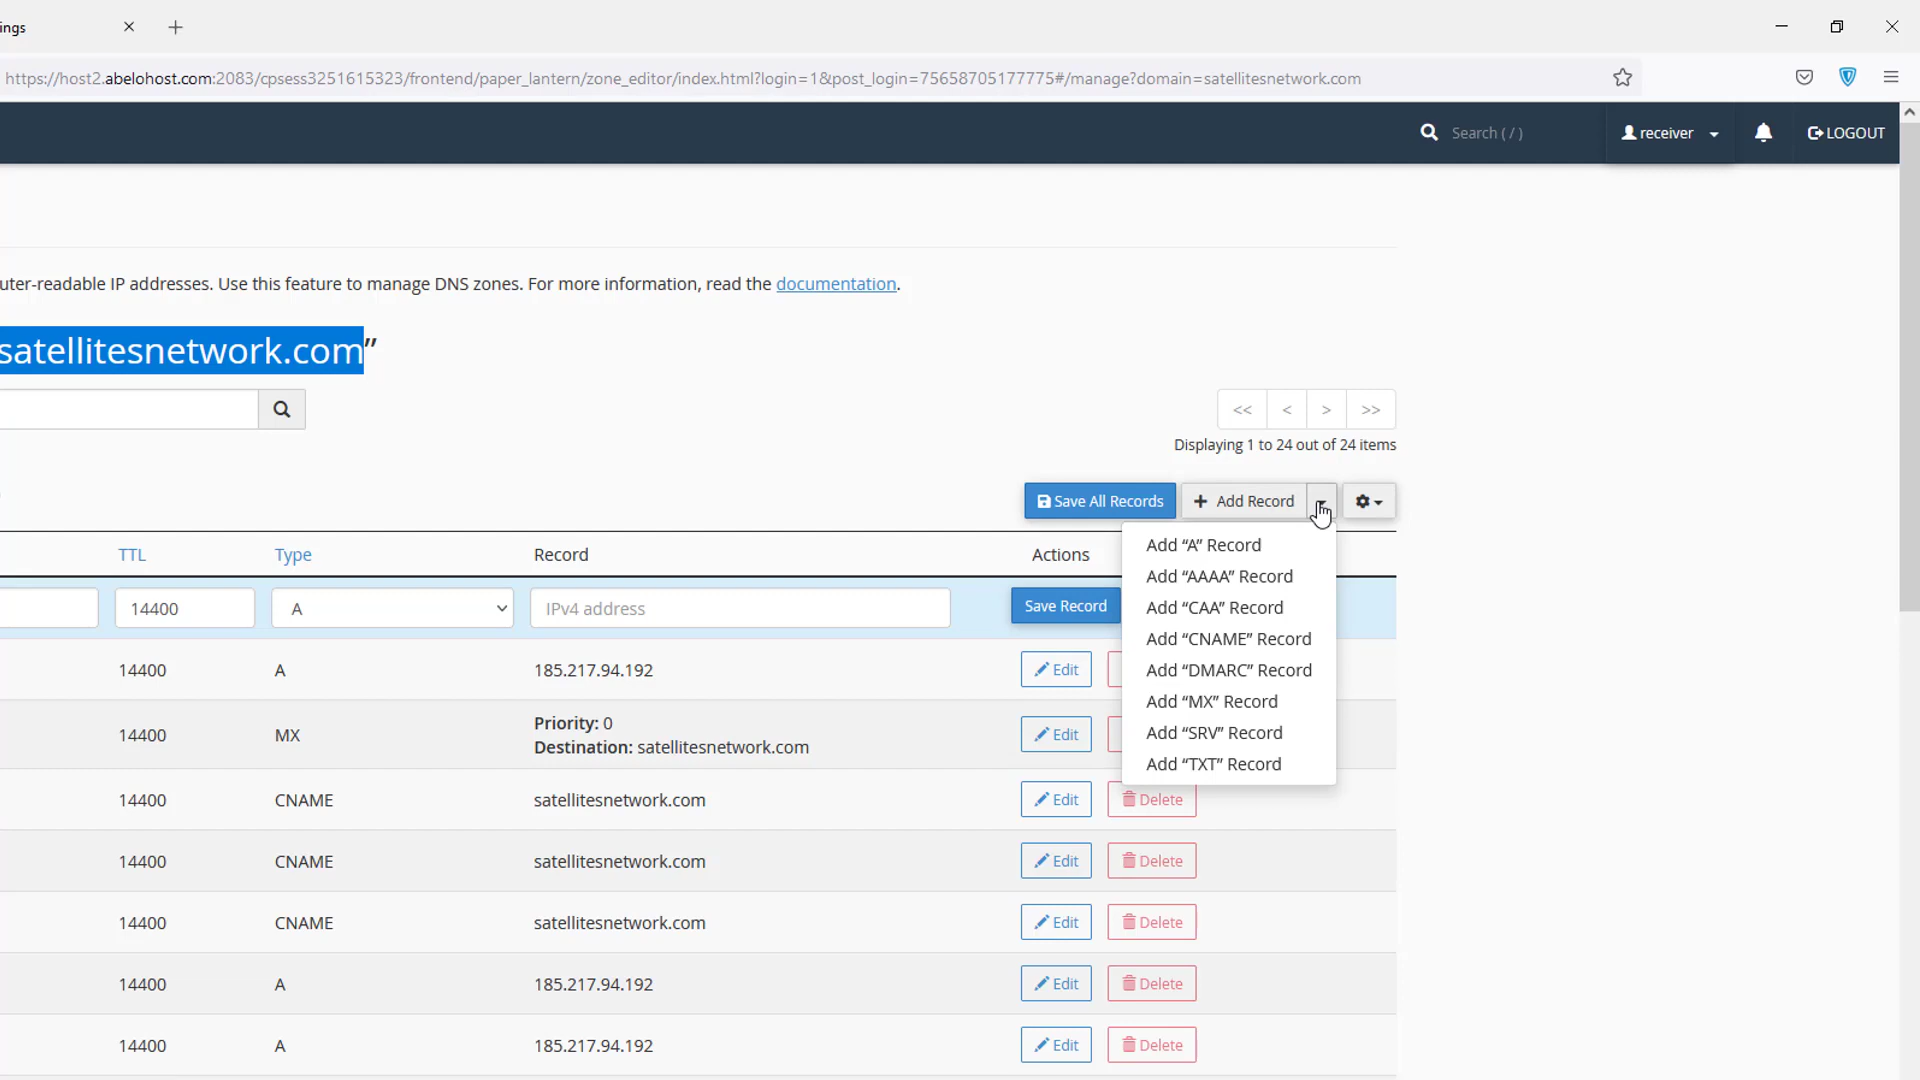 ings
https://host2.abelohost.com:2083/cpsess3251615323/frontend/paper_lantern/zone_editor/index.html?login=1&post_login=75658705177775#/manage?domain=satellitesnetwork.com
Search ( / )
receiver
LOGOUT
uter-readable IP addresses. Use this feature to manage DNS zones. For more information, read the documentation.
satellitesnetwork.com”
<< < > >>
Displaying 1 to 24 out of 24 items
Save All Records
Add Record
TTL Type Record Actions
14400 A IPv4 address Save Record
14400 A 185.217.94.192 Edit
14400 MX Priority: 0
Destination: satellitesnetwork.com Edit
Add “A” Record
Add “AAAA” Record
Add “CAA” Record
Add “CNAME” Record
Add “DMARC” Record
Add “MX” Record
Add “SRV” Record
Add “TXT” Record
14400 CNAME satellitesnetwork.com Edit Delete
14400 CNAME satellitesnetwork.com Edit Delete
14400 CNAME satellitesnetwork.com Edit Delete
14400 A 185.217.94.192 Edit Delete
14400 A 185.217.94.192 Edit Delete